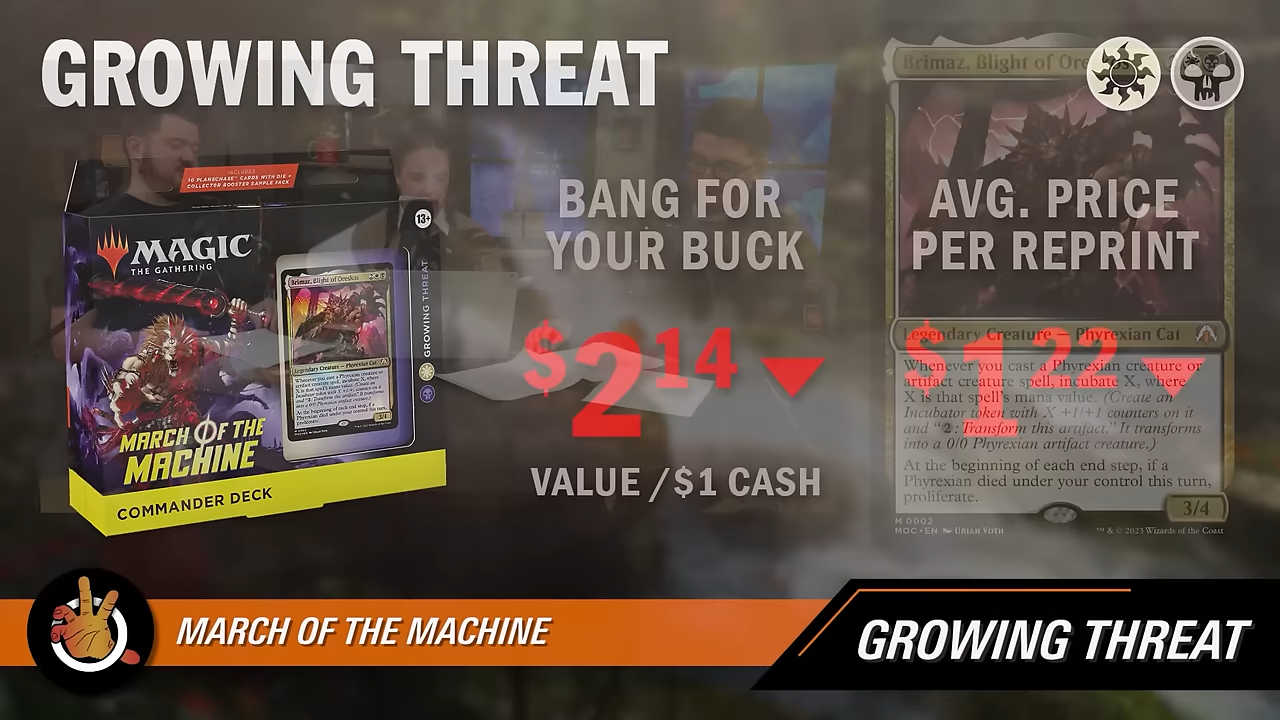 GROWING THREAT
BANG FOR
YOUR BUCK
$2.14
VALUE /$1 CASH
AVG. PRICE
PER REPRINT
$1.22
Brimaz, Blight of Ore
Legendary Creature – Phyrexian Cat
Whenever you cast a Phyrexian creature or
artifact creature spell, incubate X, where
X is that spell's mana value. (Create an
Incubator token with X +1/+1 counters on it
and "2: Transform this artifact." It transforms
into a 0/0 Phyrexian artifact creature.)
At the beginning of each end step, if a
Phyrexian died under your control this turn,
proliferate.
3/4
M 0002
MOC • EN URIAH VOTH
™ & © 2023 Wizards of the Coast
INCLUDES
10 PLANECHASE™ CARDS WITH DIE +
COLLECTOR BOOSTER SAMPLE PACK
13+
MAGIC
THE GATHERING
Brimaz, Blight of Oreskos
Legendary Creature – Phyrexian Cat
GROWING THREAT
MARCH OF THE
MACHINE
COMMANDER DECK
MARCH OF THE MACHINE
GROWING THREAT